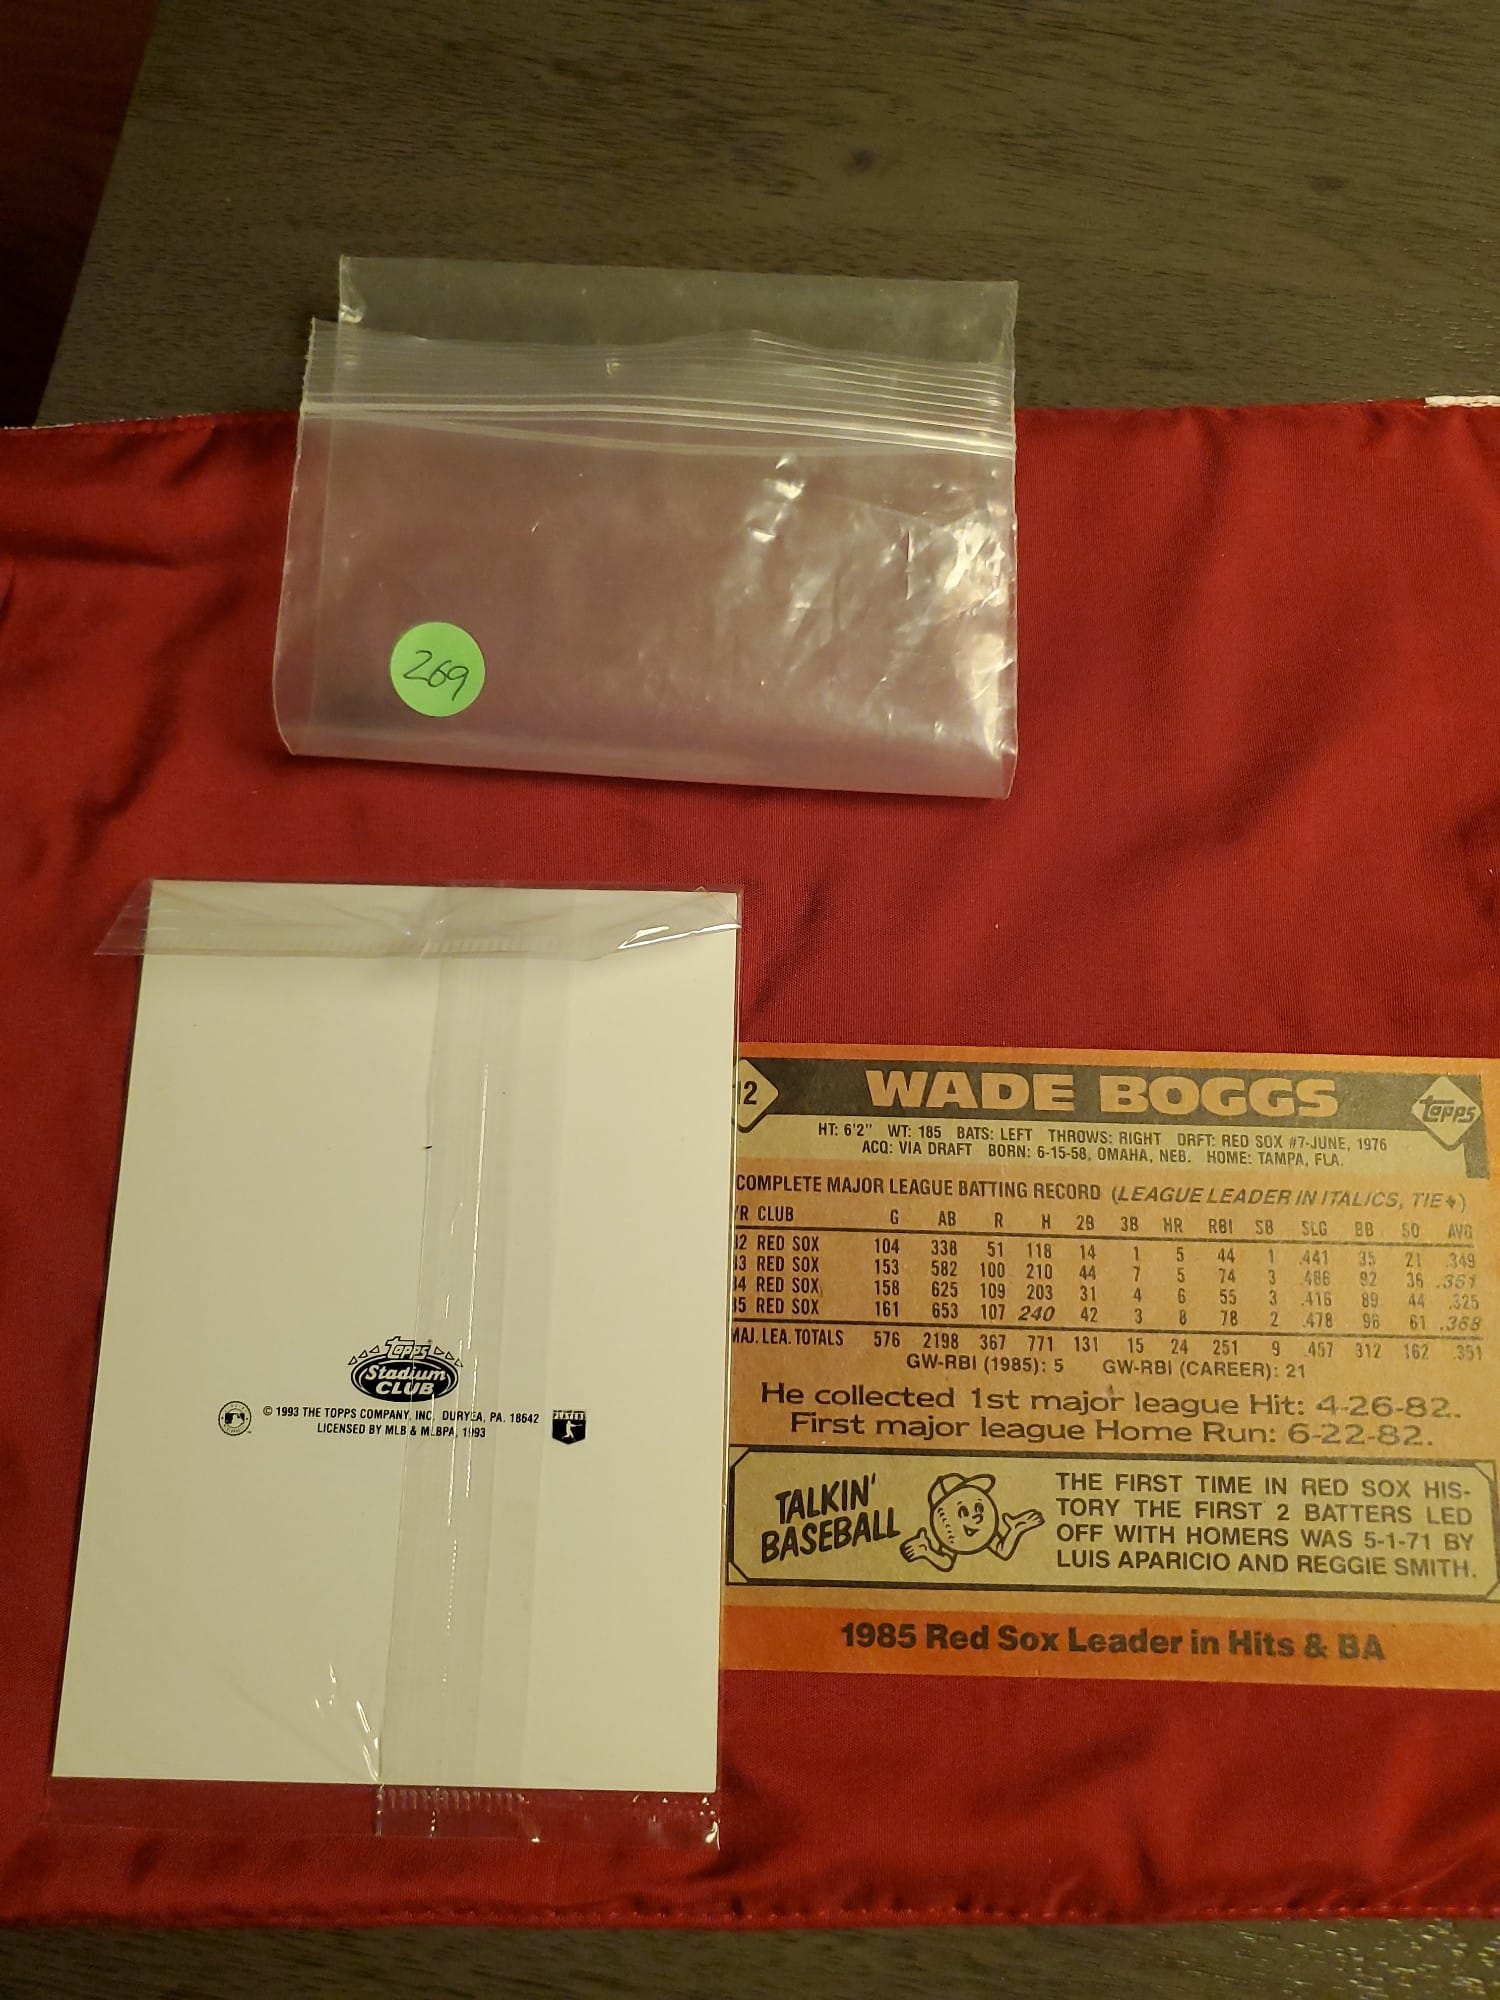 269
Topps
Stadium
CLUB
© 1993 THE TOPPS COMPANY, INC. DURYEA, PA. 18642
LICENSED BY MLB & MLBPA, 1993
PLAYERS
12 WADE BOGGS topps
HT: 6'2" WT: 185 BATS: LEFT THROWS: RIGHT DRFT: RED SOX #7-JUNE, 1976
ACQ: VIA DRAFT BORN: 6-15-58, OMAHA, NEB. HOME: TAMPA, FLA.
COMPLETE MAJOR LEAGUE BATTING RECORD (LEAGUE LEADER IN ITALICS, TIE ♦)
YR CLUB G AB R H 2B 3B HR RBI SB SLG BB SO AVG
2 RED SOX 104 338 51 118 14 1 5 44 1 .441 35 21 .349
3 RED SOX 153 582 100 210 44 7 5 74 3 .486 92 36 .361
4 RED SOX 158 625 109 203 31 4 6 55 3 .416 89 44 .325
5 RED SOX 161 653 107 240 42 3 8 78 2 .478 96 61 .368
MAJ. LEA. TOTALS 576 2198 367 771 131 15 24 251 9 .457 312 162 .351
GW-RBI (1985): 5 GW-RBI (CAREER): 21
He collected 1st major league Hit: 4-26-82.
First major league Home Run: 6-22-82.
TALKIN'
BASEBALL
THE FIRST TIME IN RED SOX HIS-
TORY THE FIRST 2 BATTERS LED
OFF WITH HOMERS WAS 5-1-71 BY
LUIS APARICIO AND REGGIE SMITH.
1985 Red Sox Leader in Hits & BA